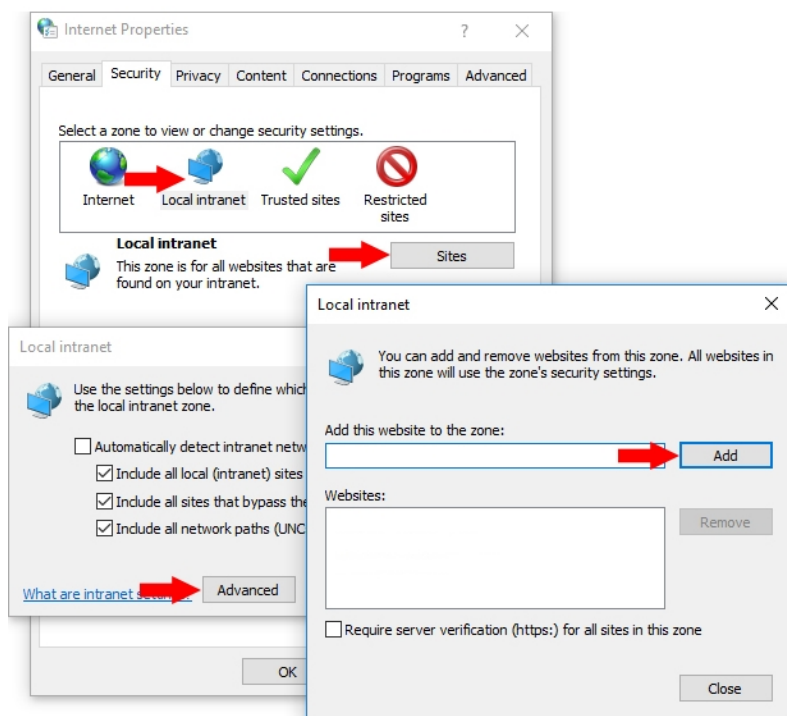 Internet Properties
?
General Security Privacy Content Connections Programs Advanced
Select a zone to view or change security settings.
Internet
Local intranet
Trusted sites
Restricted
sites
Local intranet
This zone is for all websites that are
found on your intranet.
Sites
Local intranet
Use the settings below to define which
the local intranet zone.
Automatically detect intranet netw
Include all local (intranet) sites
Include all sites that bypass the
Include all network paths (UNC
What are intranet
Advanced
OK
Local intranet
You can add and remove websites from this zone. All websites in
this zone will use the zone's security settings.
Add this website to the zone:
Add
Websites:
Remove
Require server verification (https:) for all sites in this zone
Close